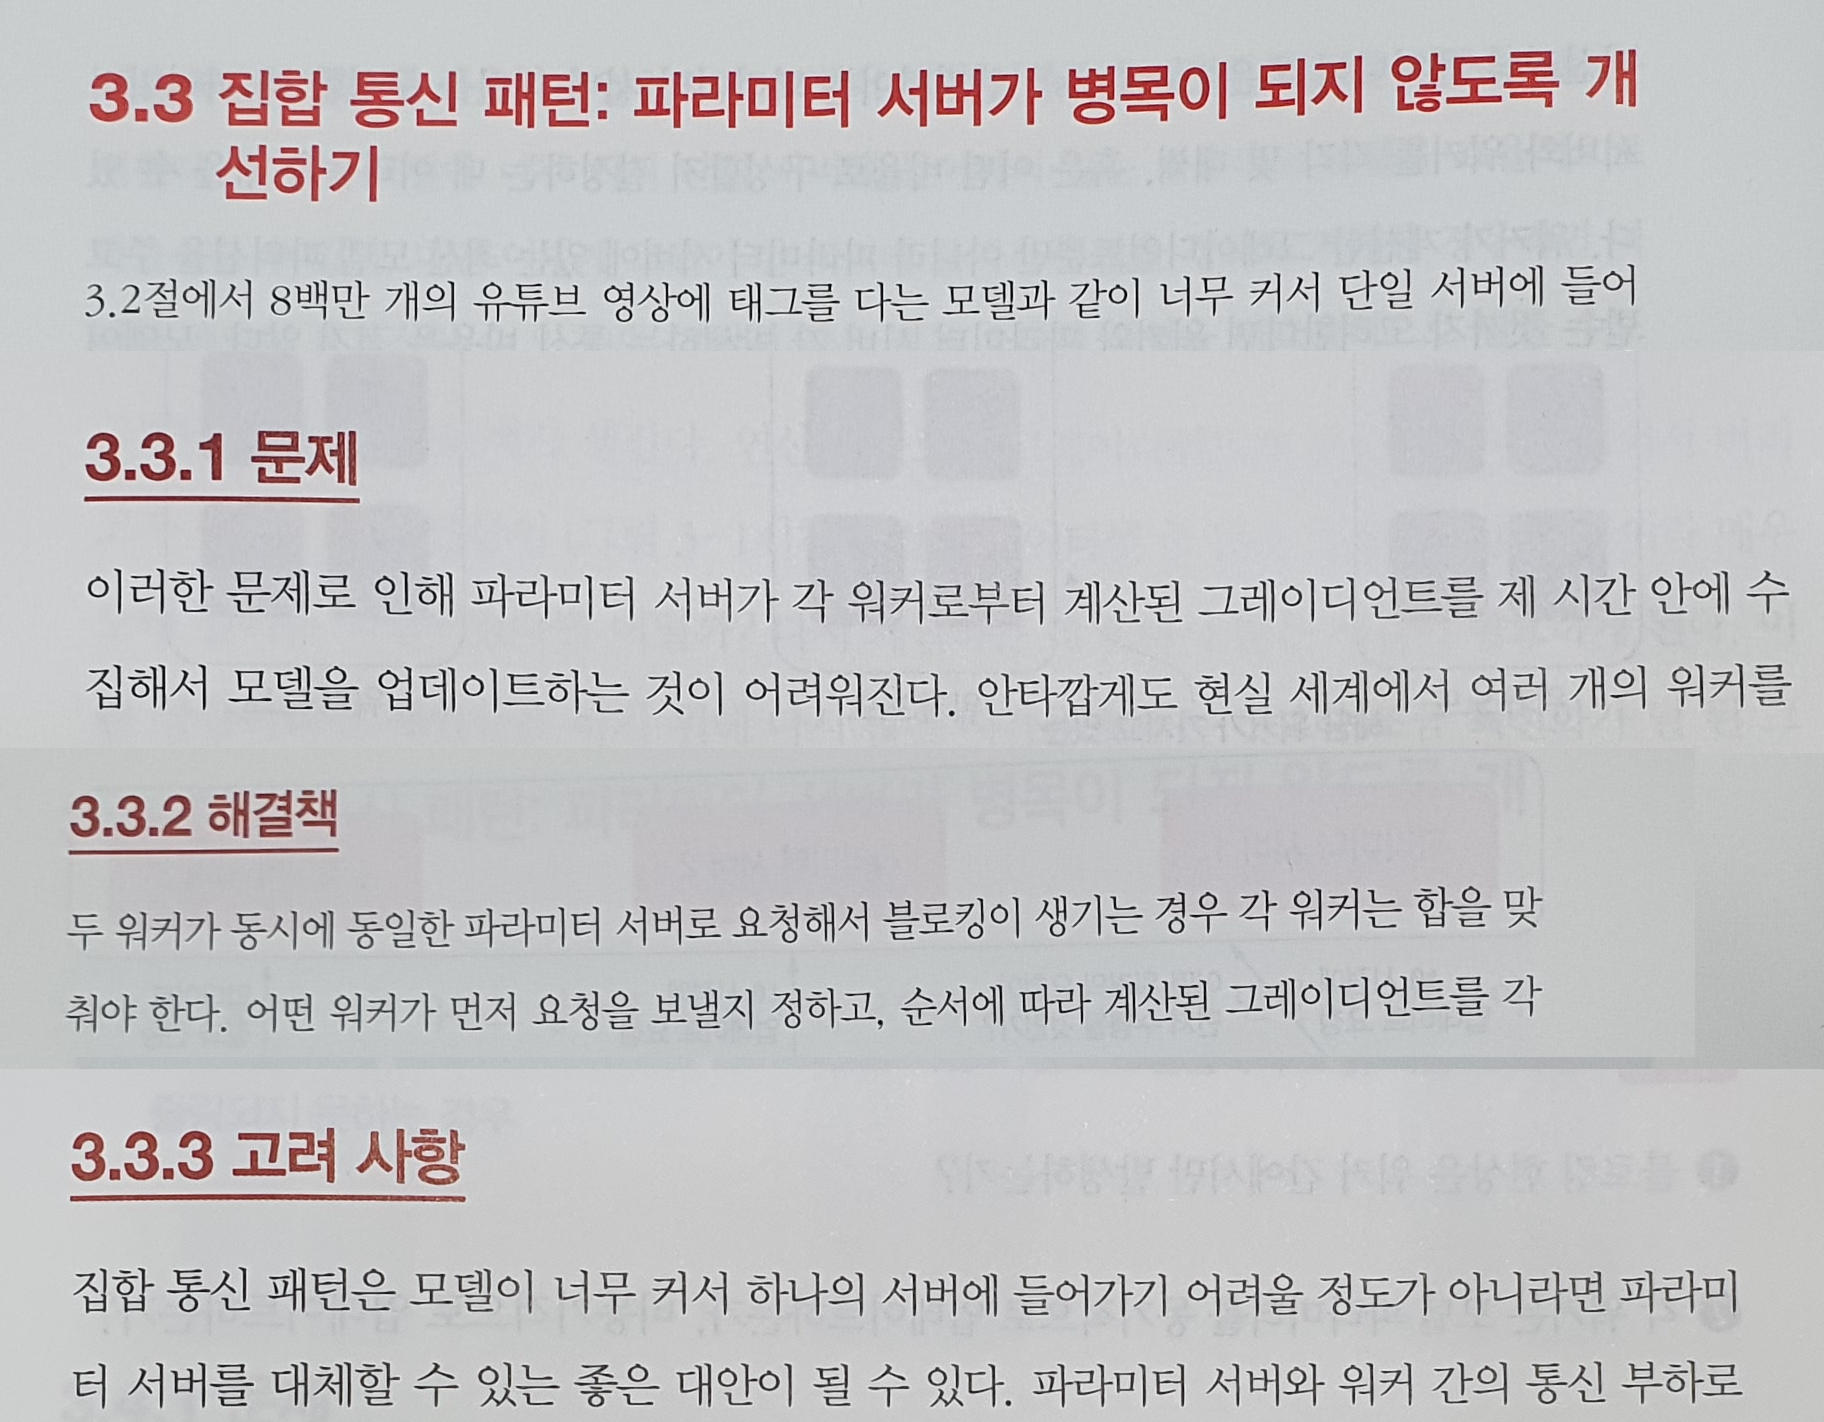 3.3 집합 통신 패턴: 파라미터 서버가 병목이 되지 않도록 개
선하기
3.2절에서 8백만 개의 유튜브 영상에 태그를 다는 모델과 같이 너무 커서 단일 서버에 들어
3.3.1 문제
이러한 문제로 인해 파라미터 서버가 각 워커로부터 계산된 그레이디언트를 제 시간 안에 수
집해서 모델을 업데이트하는 것이 어려워진다. 안타깝게도 현실 세계에서 여러 개의 워커를
3.3.2 해결책
두 워커가 동시에 동일한 파라미터 서버로 요청해서 블로킹이 생기는 경우 각 워커는 합을 맞
춰야 한다. 어떤 워커가 먼저 요청을 보낼지 정하고, 순서에 따라 계산된 그레이디언트를 각
3.3.3 고려 사항
집합 통신 패턴은 모델이 너무 커서 하나의 서버에 들어가기 어려울 정도가 아니라면 파라미
터 서버를 대체할 수 있는 좋은 대안이 될 수 있다. 파라미터 서버와 워커 간의 통신 부하로